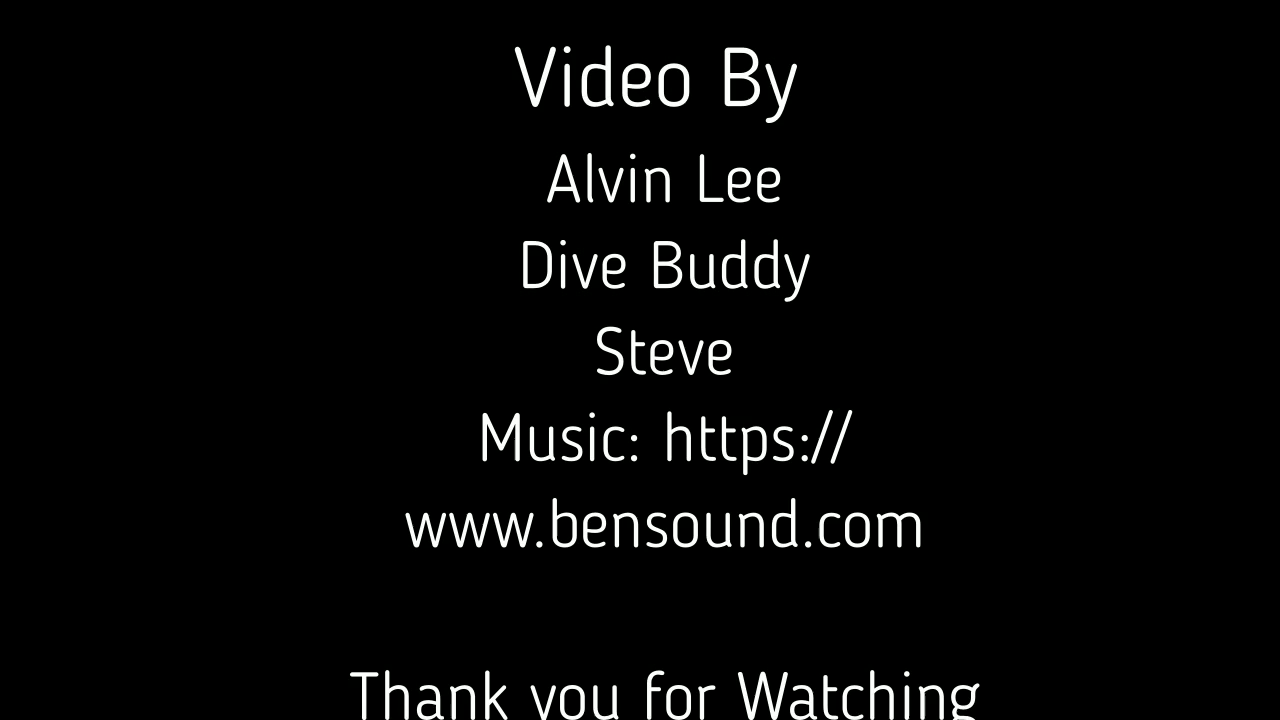 Video By
Alvin Lee
Dive Buddy
Steve
Music: https://
www.bensound.com
Thank you for Watching